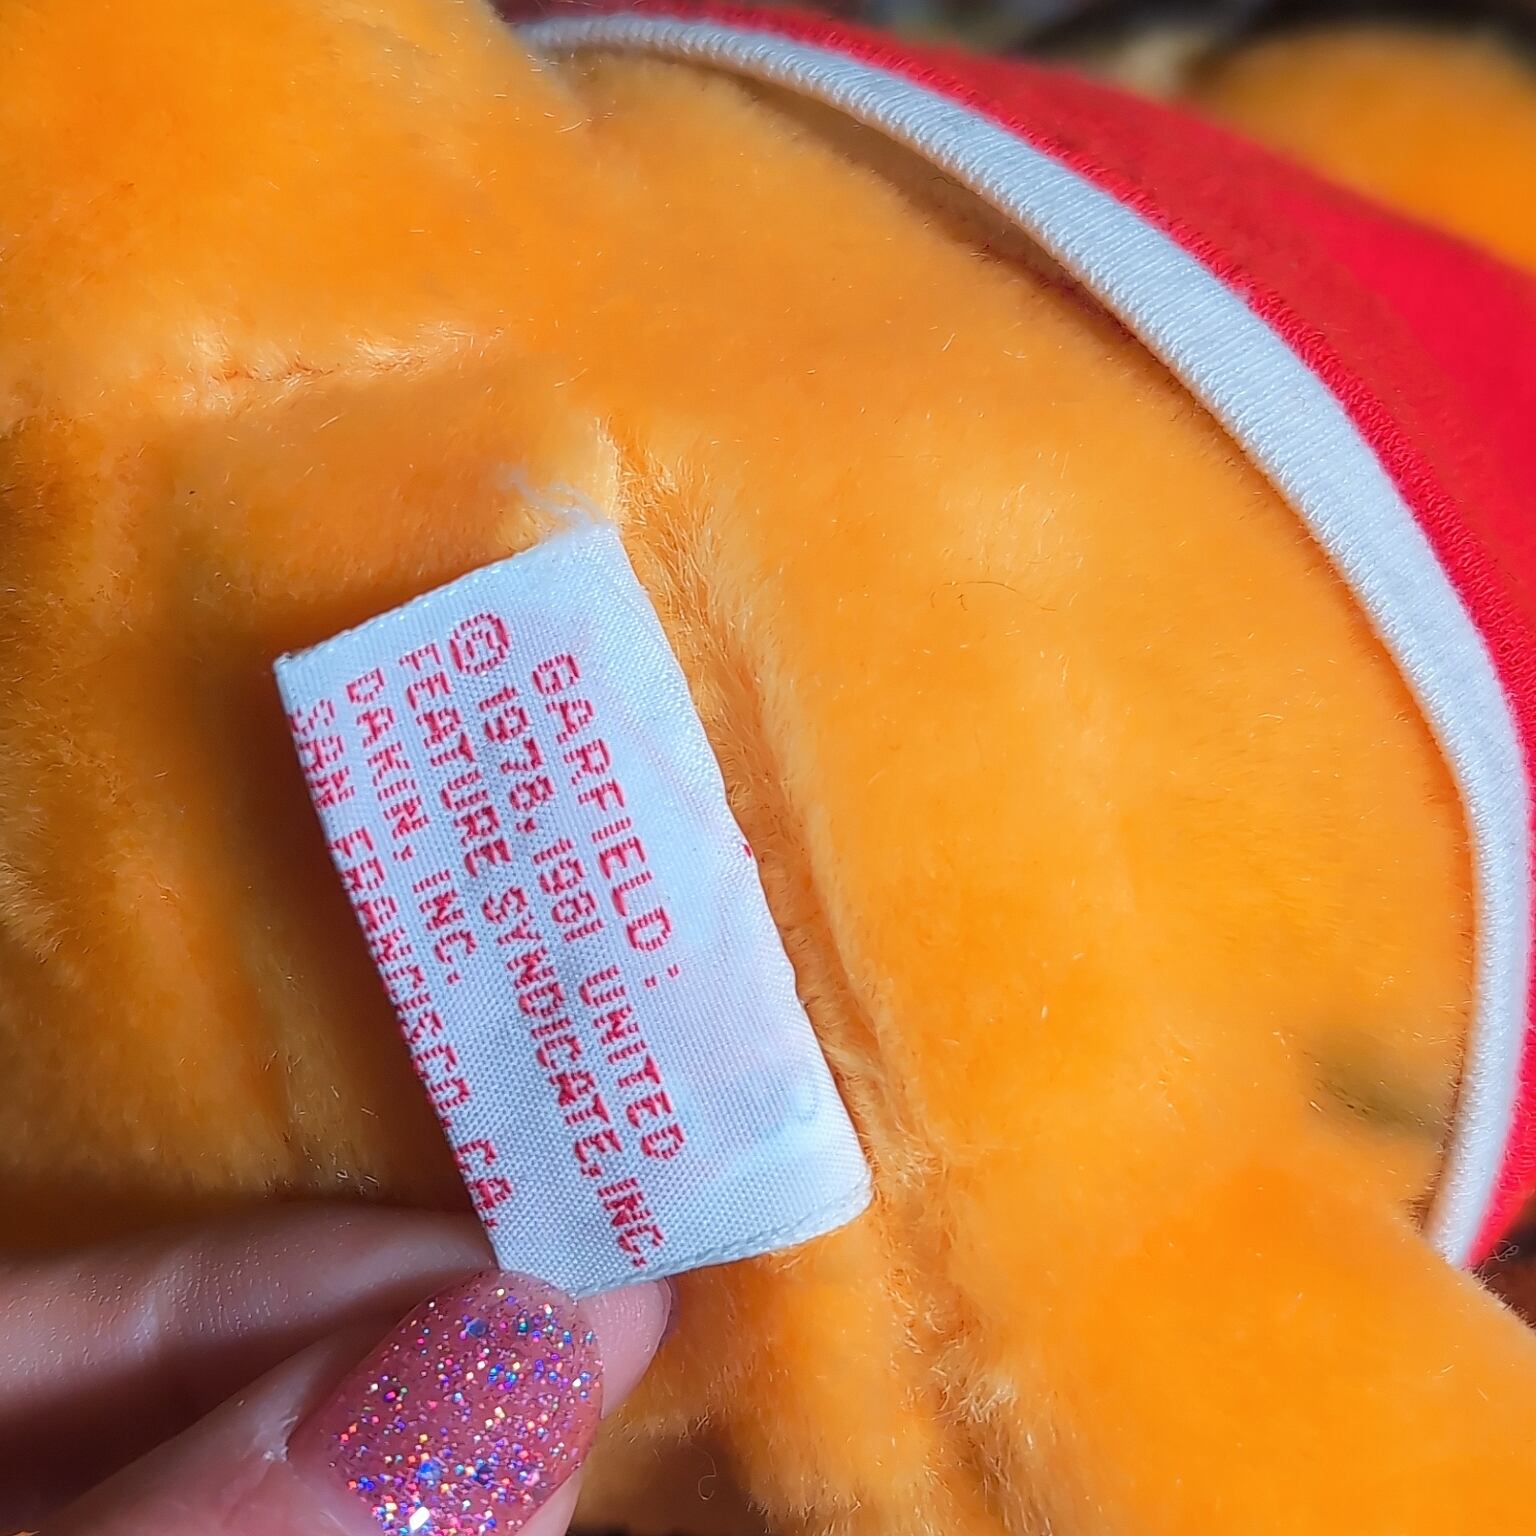 GARFIELD:
© 1978, 1981 UNITED
FEATURE SYNDICATE, INC.
DAKIN, INC.
SAN FRANCISCO, CA.